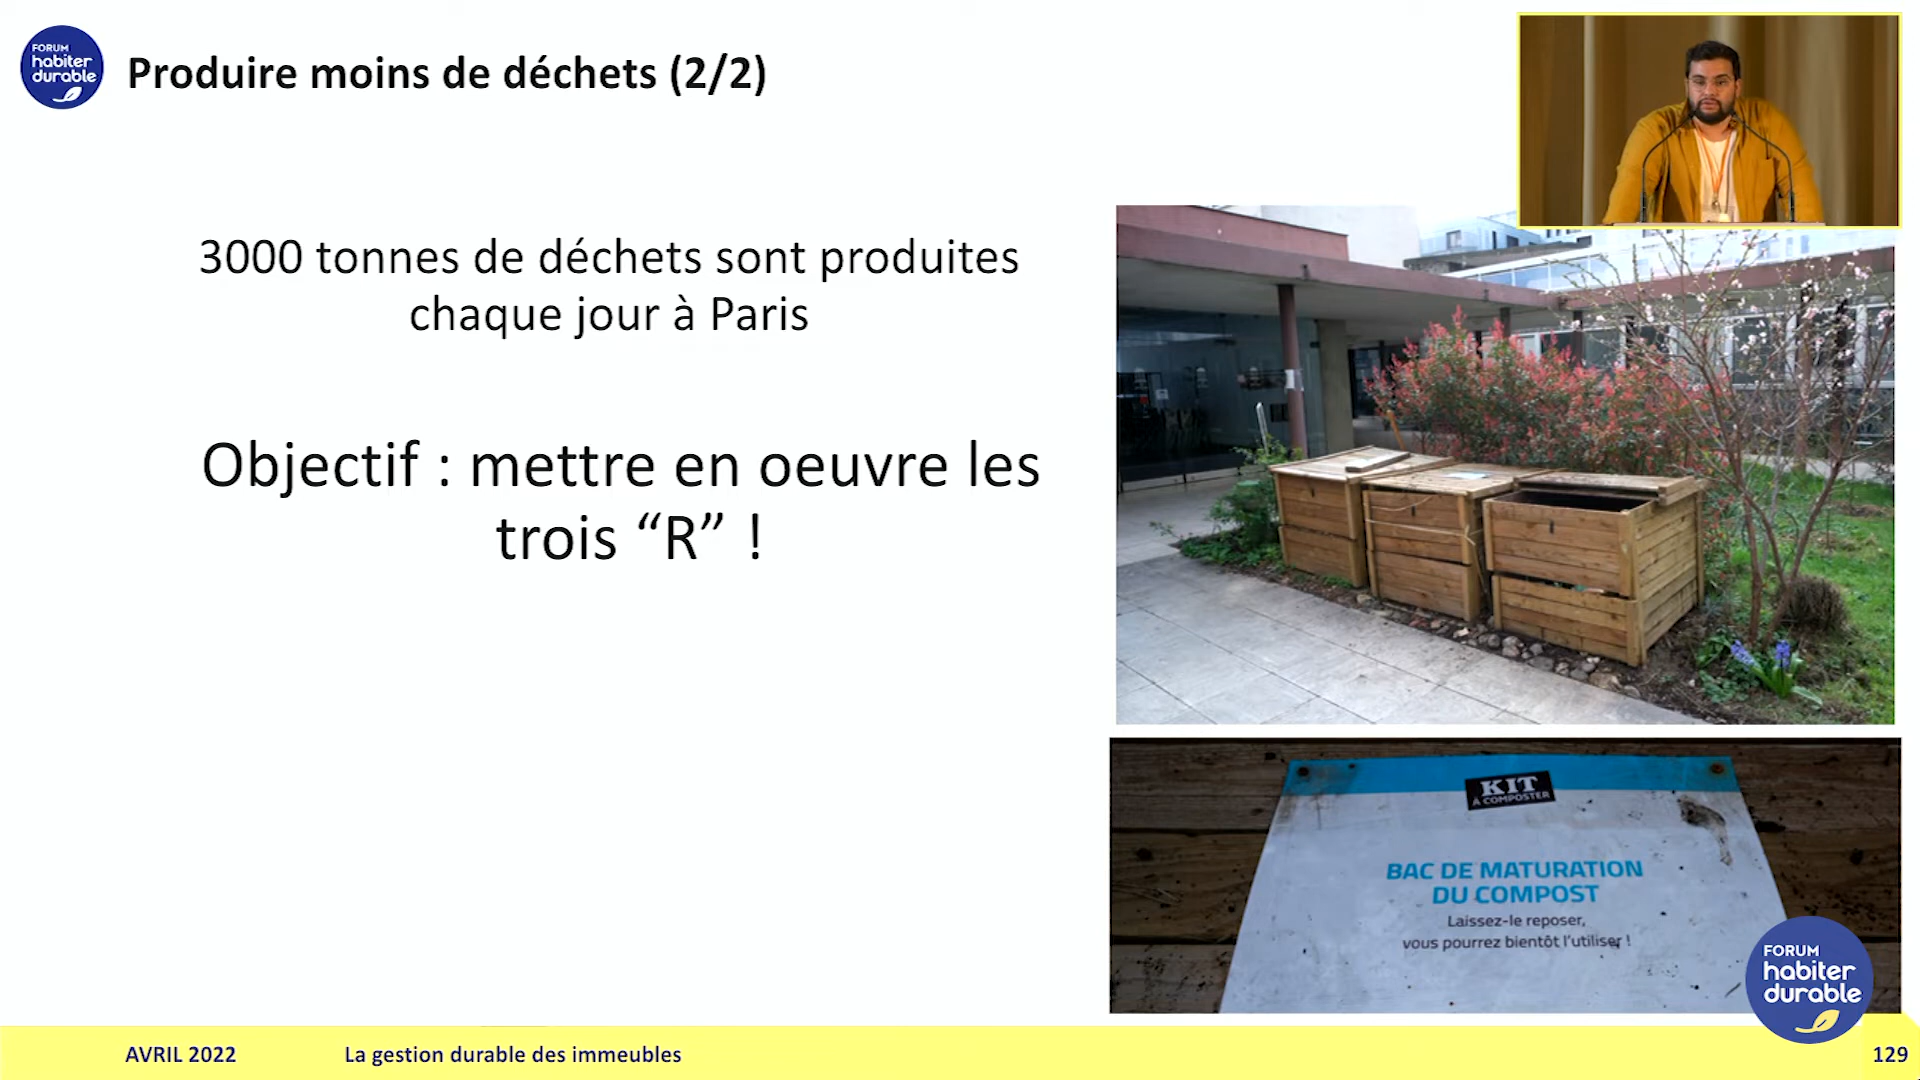 FORUM
habiter
durable
Produire moins de déchets (2/2)
3000 tonnes de déchets sont produites
chaque jour à Paris
Objectif : mettre en oeuvre les
trois “R” !
KIT
À COMPOSTER
BAC DE MATURATION
DU COMPOST
Laissez-le reposer,
vous pourrez bientôt l'utiliser !
FORUM
habiter
durable
AVRIL 2022
La gestion durable des immeubles
129